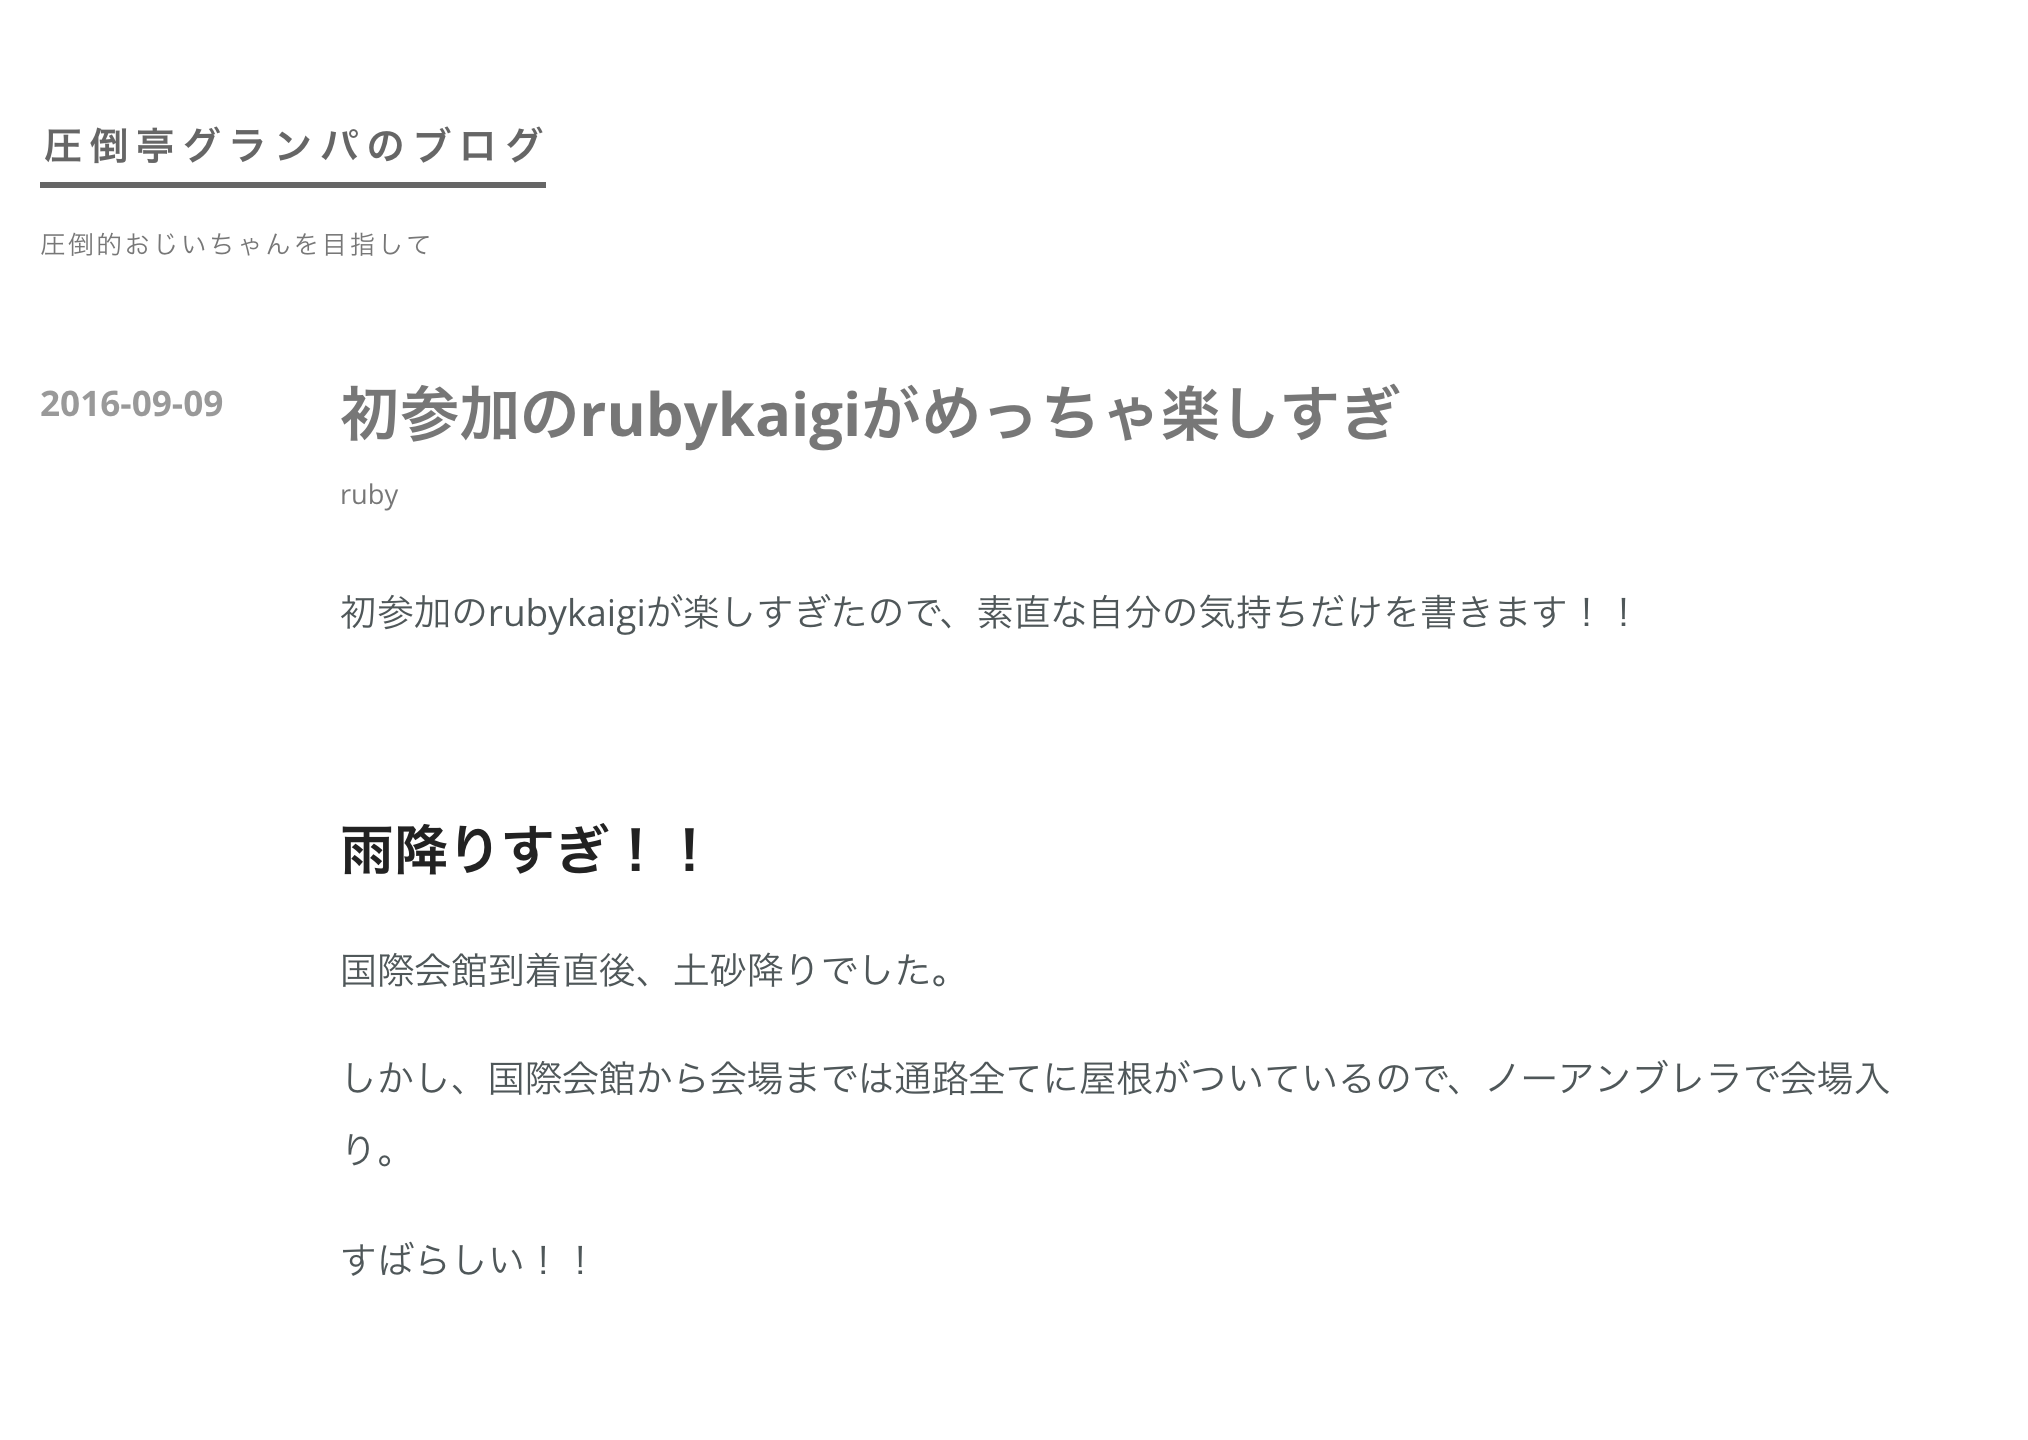 圧倒亭グランパのブログ
圧倒的おじいちゃんを目指して
2016-09-09
初参加のrubykaigiがめっちゃ楽しすぎ
ruby
初参加のrubykaigiが楽しすぎたので、素直な自分の気持ちだけを書きます！！
雨降りすぎ！！
国際会館到着直後、土砂降りでした。
しかし、国際会館から会場までは通路全てに屋根がついているので、ノーアンブレラで会場入
り。
すばらしい！！